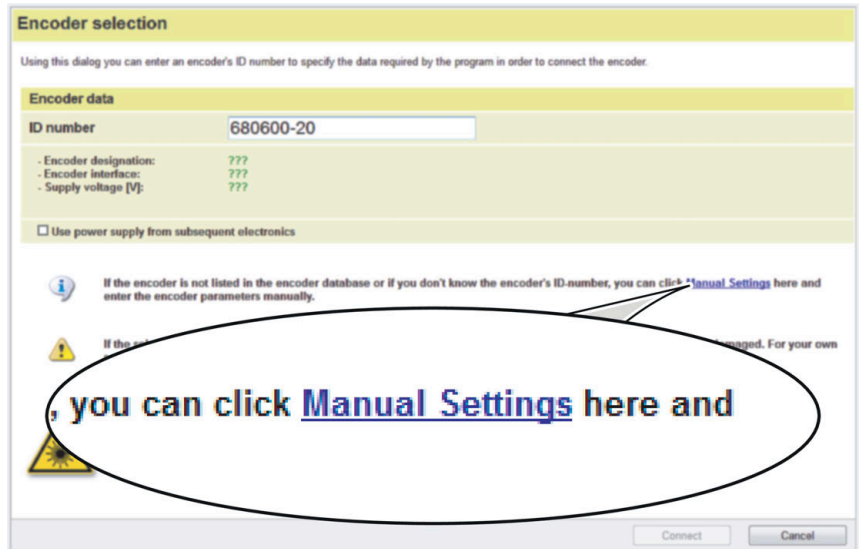 Encoder selection
Using this dialog you can enter an encoder's ID number to specify the data required by the program in order to connect the encoder.
Encoder data
ID number 680600-20
- Encoder designation: ???
- Encoder interface: ???
- Supply voltage [V]: ???
Use power supply from subsequent electronics
If the encoder is not listed in the encoder database or if you don't know the encoder's ID-number, you can click Manual Settings here and
enter the encoder parameters manually.
If the maged. For your own
, you can click Manual Settings here and
Connect Cancel